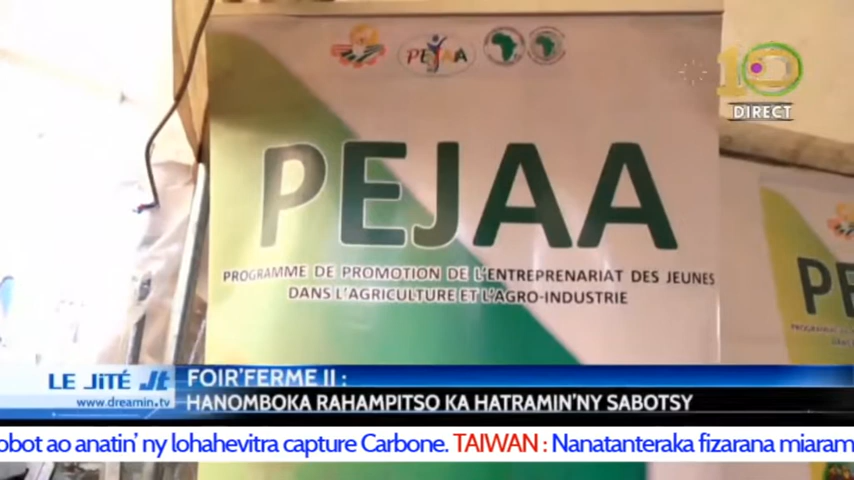 PEJAA
10
DIRECT
PEJAA
PROGRAMME DE PROMOTION DE L'ENTREPRENARIAT DES JEUNES
DANS L'AGRICULTURE ET L'AGRO-INDUSTRIE
PE
LE JiTÉ Jt
www.dreamin.tv
FOIR'FERME II :
HANOMBOKA RAHAMPITSO KA HATRAMIN'NY SABOTSY
obot ao anatin' ny lohahevitra capture Carbone. TAIWAN : Nanatanteraka fizarana miaram